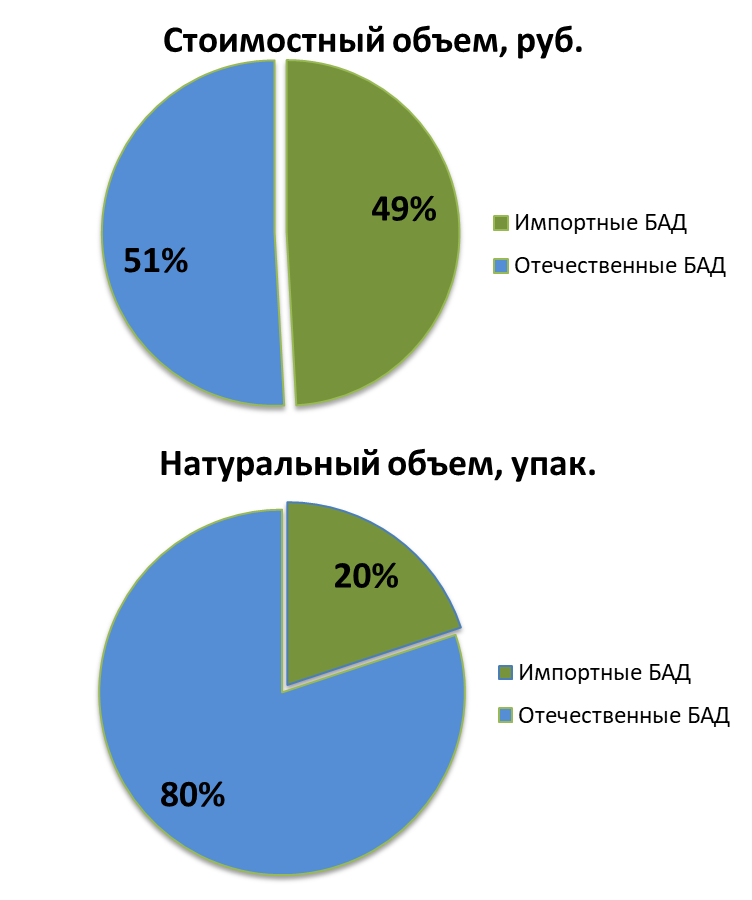 Стоимостный объем, руб.
49%
51%
Импортные БАД
Отечественные БАД
Натуральный объем, упак.
20%
80%
Импортные БАД
Отечественные БАД